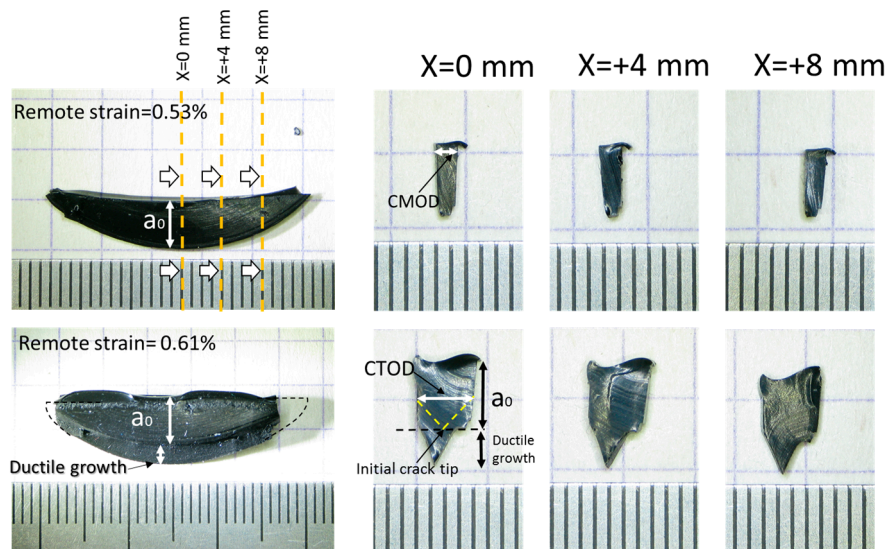 X=0 mm
X=+4 mm
X=+8 mm
X=0 mm
X=+4 mm
X=+8 mm
Remote strain=0.53%
a0
CMOD
Remote strain= 0.61%
a0
Ductile growth
CTOD
a0
Ductile
growth
Initial crack tip